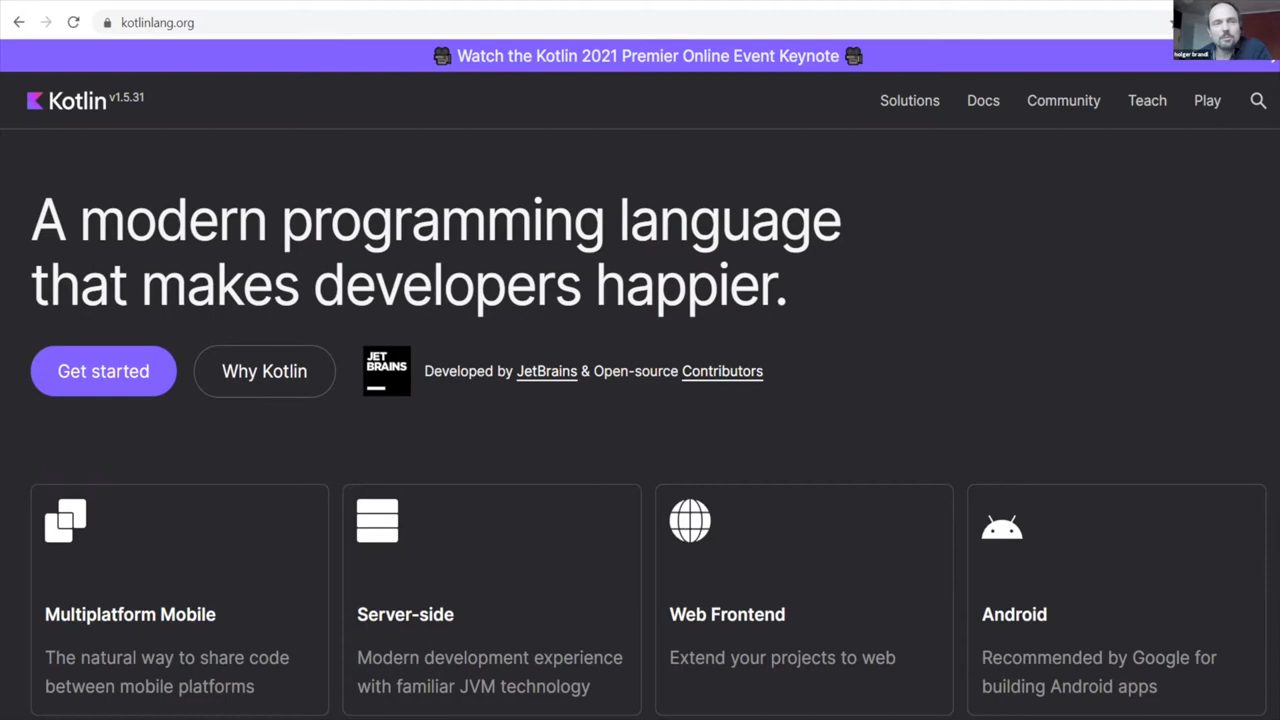 kotlinlang.org
holger brandl
Watch the Kotlin 2021 Premier Online Event Keynote
Kotlin v1.5.31
Solutions Docs Community Teach Play
A modern programming language
that makes developers happier.
Get started
Why Kotlin
JET
BRAINS
Developed by JetBrains & Open-source Contributors
Multiplatform Mobile
The natural way to share code
between mobile platforms
Server-side
Modern development experience
with familiar JVM technology
Web Frontend
Extend your projects to web
Android
Recommended by Google for
building Android apps